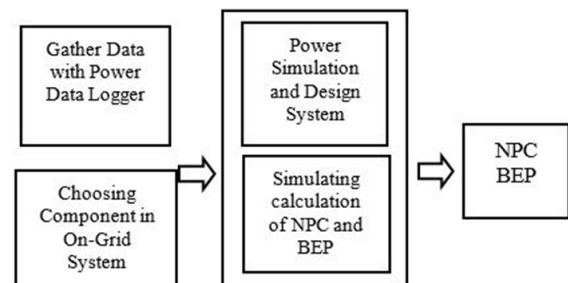 Gather Data
with Power
Data Logger
Choosing
Component in
On-Grid
System
Power
Simulation
and Design
System
Simulating
calculation
of NPC and
BEP
NPC
BEP